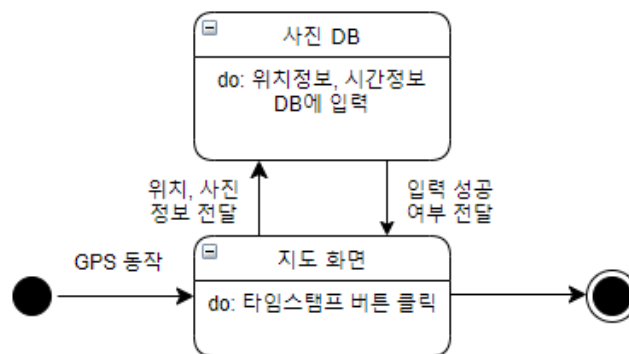 사진 DB
do: 위치정보, 시간정보
DB에 입력
위치, 사진
정보 전달
입력 성공
여부 전달
GPS 동작
지도 화면
do: 타임스탬프 버튼 클릭